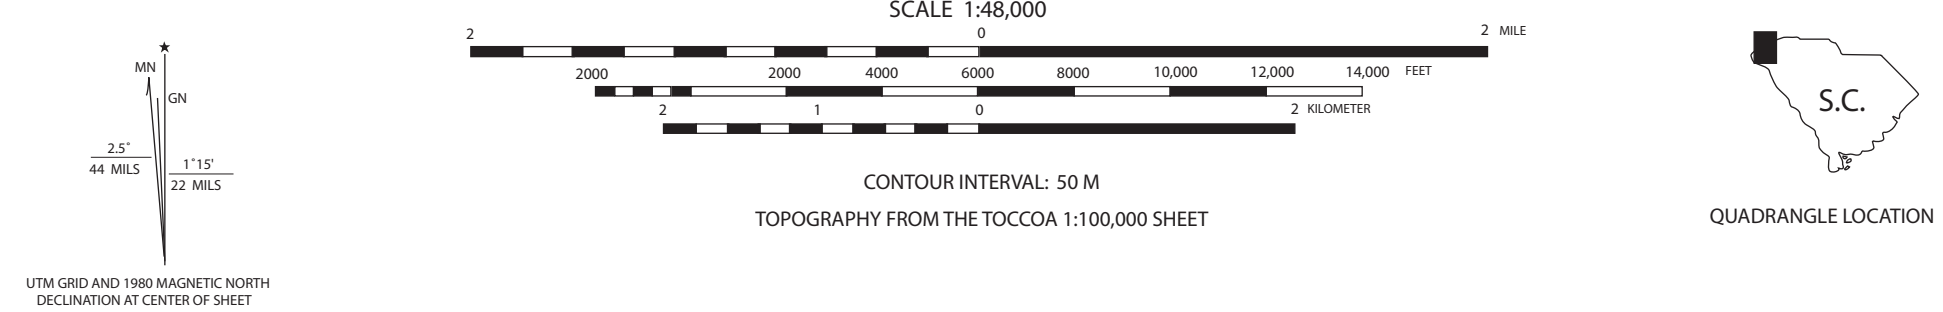 SCALE 1:48,000
2 0 2 MILE
2000 2000 4000 6000 8000 10,000 12,000 14,000 FEET
2 1 0 2 KILOMETER
CONTOUR INTERVAL: 50 M
TOPOGRAPHY FROM THE TOCCOA 1:100,000 SHEET
MN
GN
2.5˚
44 MILS
1˚15'
22 MILS
UTM GRID AND 1980 MAGNETIC NORTH
DECLINATION AT CENTER OF SHEET
S.C.
QUADRANGLE LOCATION